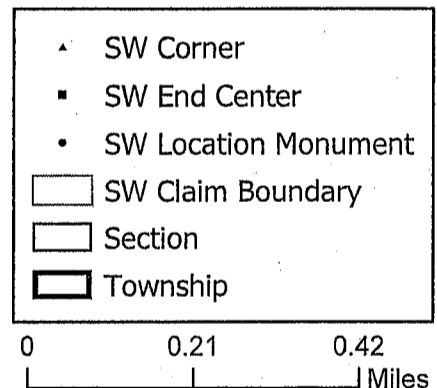 SW Corner
SW End Center
SW Location Monument
SW Claim Boundary
Section
Township
0 0.21 0.42
Miles